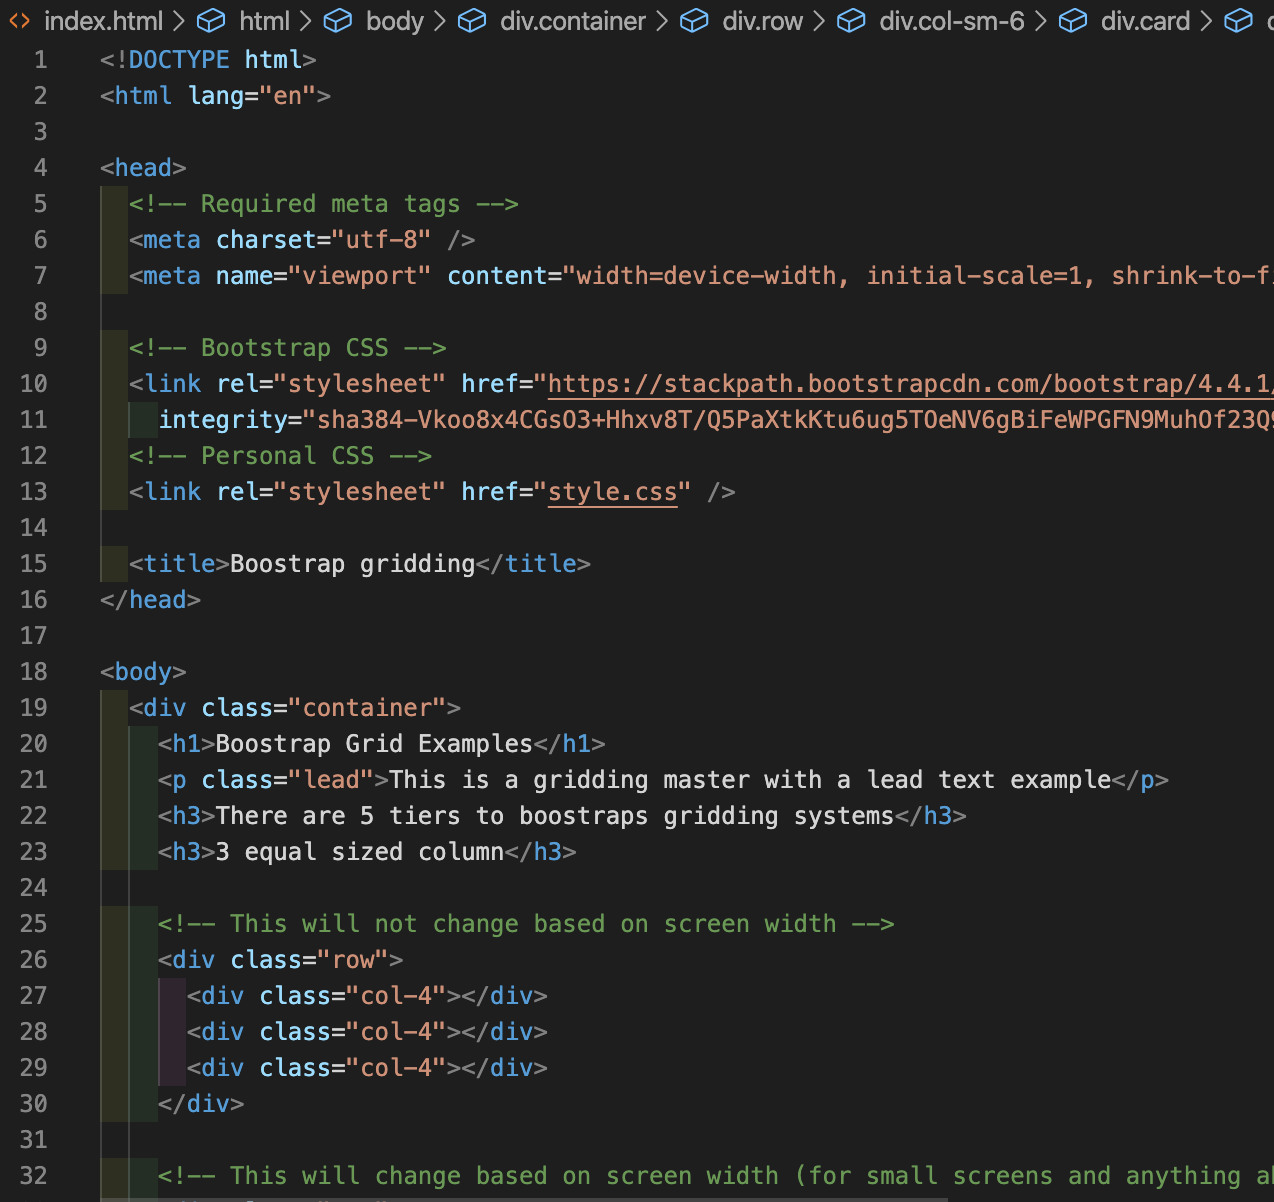 index.html > html > body > div.container > div.row > div.col-sm-6 > div.card >
1 <!DOCTYPE html>
2 <html lang="en">
3
4 <head>
5 <!-- Required meta tags -->
6 <meta charset="utf-8" />
7 <meta name="viewport" content="width=device-width, initial-scale=1, shrink-to-f
8
9 <!-- Bootstrap CSS -->
10 <link rel="stylesheet" href="https://stackpath.bootstrapcdn.com/bootstrap/4.4.1/
11 integrity="sha384-Vkoo8x4CGsO3+Hhxv8T/Q5PaXtkKtu6ug5TOeNV6gBiFeWPGFN9MuhOf23Q9
12 <!-- Personal CSS -->
13 <link rel="stylesheet" href="style.css" />
14
15 <title>Boostrap gridding</title>
16 </head>
17
18 <body>
19 <div class="container">
20 <h1>Boostrap Grid Examples</h1>
21 <p class="lead">This is a gridding master with a lead text example</p>
22 <h3>There are 5 tiers to boostraps gridding systems</h3>
23 <h3>3 equal sized column</h3>
24
25 <!-- This will not change based on screen width -->
26 <div class="row">
27 <div class="col-4"></div>
28 <div class="col-4"></div>
29 <div class="col-4"></div>
30 </div>
31
32 <!-- This will change based on screen width (for small screens and anything a